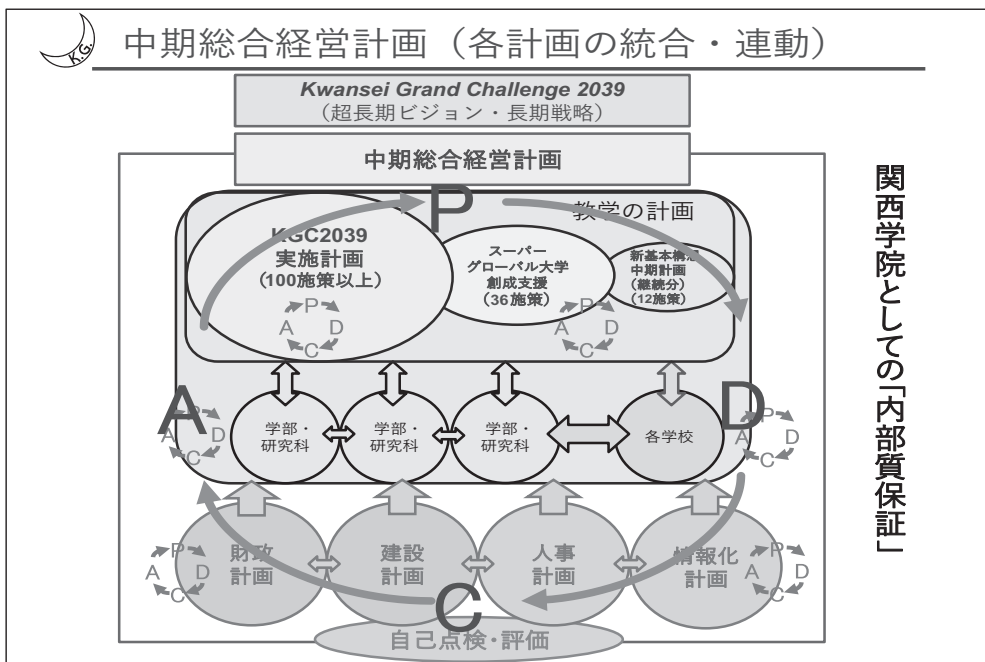 K.G.
中期総合経営計画（各計画の統合・連動）
Kwansei Grand Challenge 2039
（超長期ビジョン・長期戦略）
中期総合経営計画
P
教学の計画
KGC2039
実施計画
（100施策以上）
スーパー
グローバル大学
創成支援
（36施策）
新基本構想
中期計画
（継続分）
（12施策）
P
A
D
C
P
A
D
C
A
P
A
D
C
学部・
研究科
学部・
研究科
学部・
研究科
各学校
D
P
A
D
C
P
A
D
C
財政
計画
建設
計画
人事
計画
情報化
計画
P
A
D
C
C
自己点検・評価
関西学院としての「内部質保証」